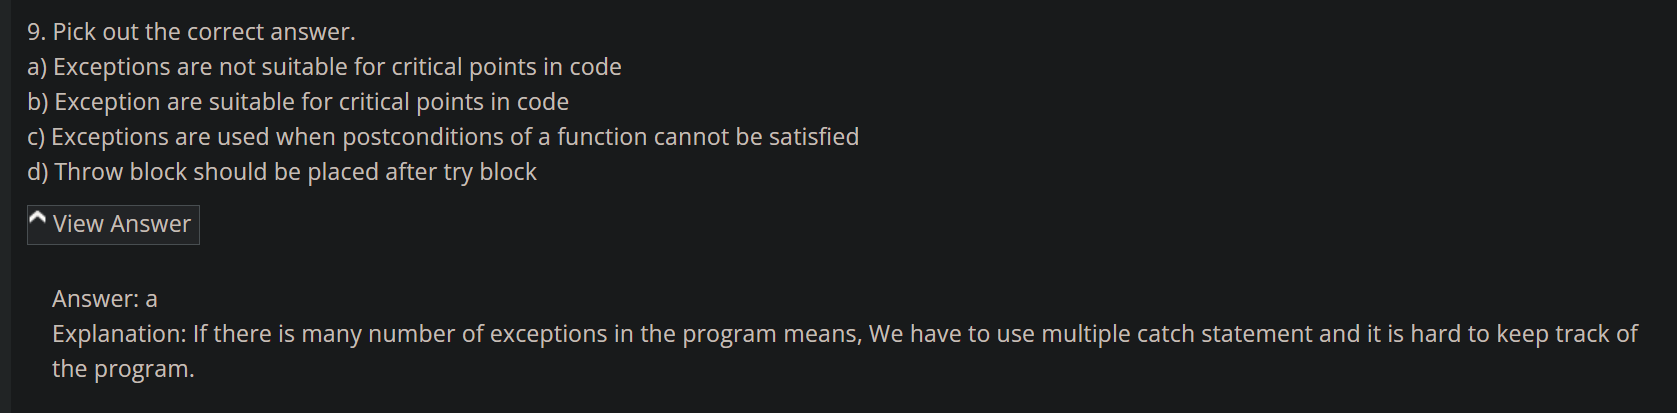 9. Pick out the correct answer.
a) Exceptions are not suitable for critical points in code
b) Exception are suitable for critical points in code
c) Exceptions are used when postconditions of a function cannot be satisfied
d) Throw block should be placed after try block
View Answer
Answer: a
Explanation: If there is many number of exceptions in the program means, We have to use multiple catch statement and it is hard to keep track of
the program.